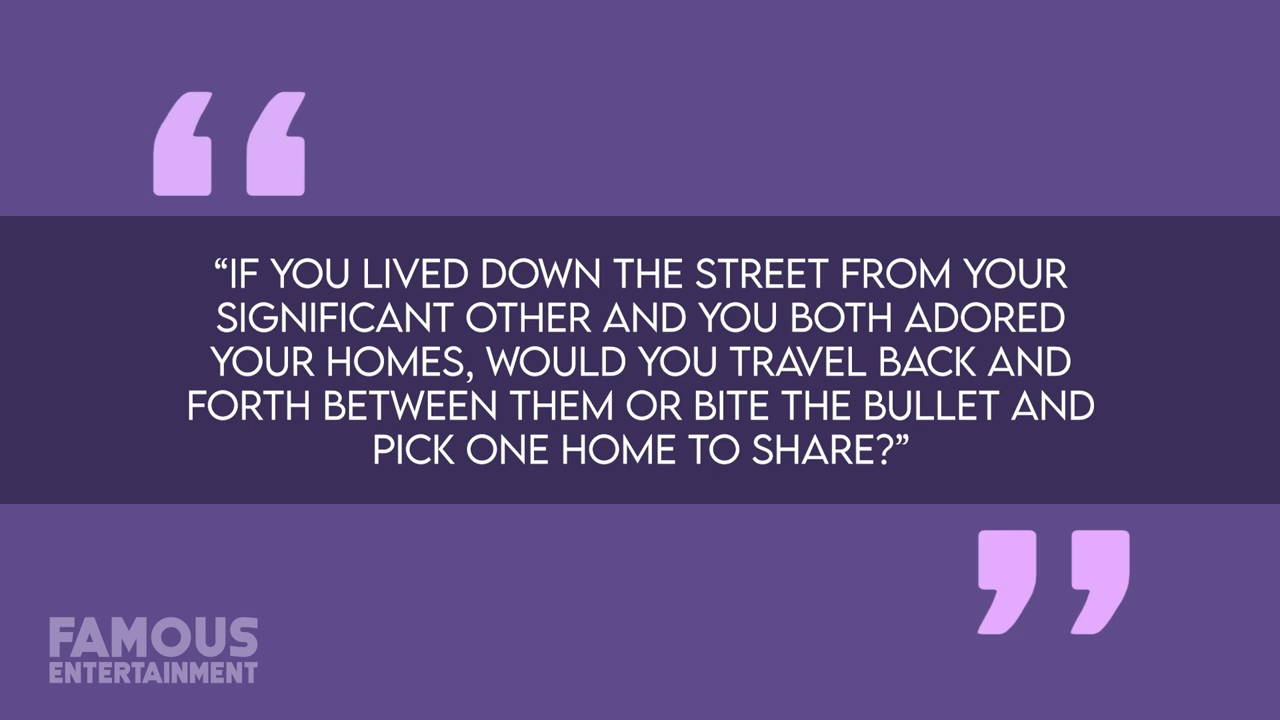 “IF YOU LIVED DOWN THE STREET FROM YOUR
SIGNIFICANT OTHER AND YOU BOTH ADORED
YOUR HOMES, WOULD YOU TRAVEL BACK AND
FORTH BETWEEN THEM OR BITE THE BULLET AND
PICK ONE HOME TO SHARE?”
FAMOUS
ENTERTAINMENT